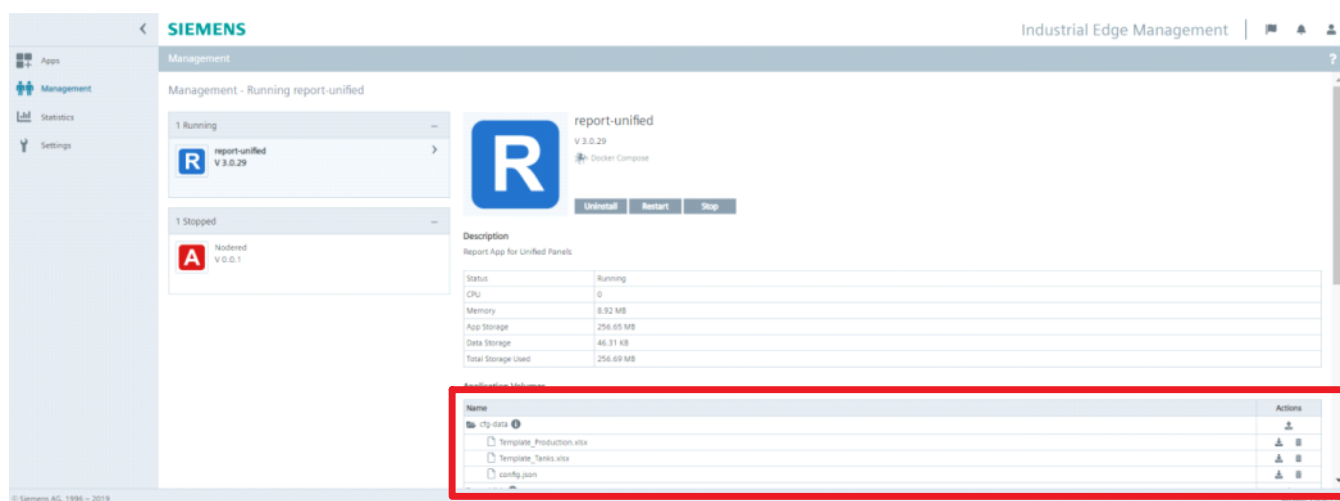 SIEMENS
Industrial Edge Management
Apps
Management
Statistics
Settings
Management
?
Management - Running report-unified
1 Running
report-unified
V 3.0.29
1 Stopped
Nodered
V 0.0.1
R
R
A
report-unified
V 3.0.29
Docker Compose
Uninstall Restart Stop
Description
Report App for Unified Panels
Status Running
CPU 0
Memory 8.92 MB
App Storage 256.65 MB
Data Storage 46.31 KB
Total Storage Used 256.69 MB
Application Volumes
Name Actions
cfg-data
Template_Production.xlsx
Template_Tanks.xlsx
config.json
© Siemens AG, 1996 - 2019